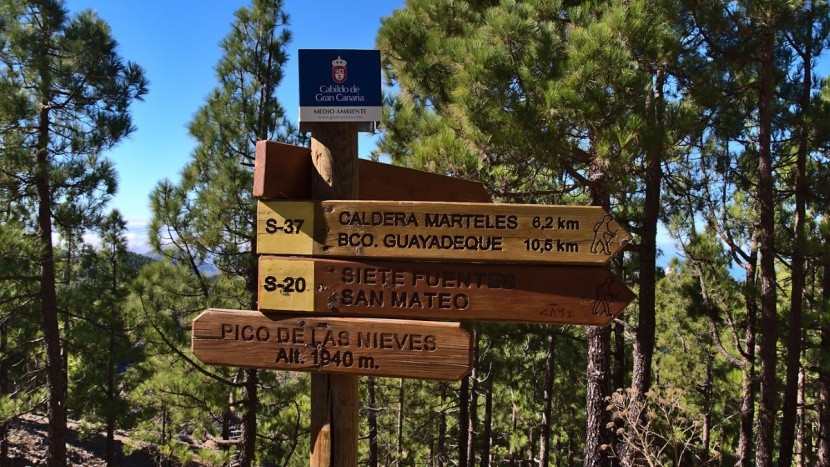 Cabildo de
Gran Canaria
MEDIO AMBIENTE
S-37
CALDERA MARTELES 6,2 km
BCO. GUAYADEQUE 10,5 km
S-20
SIETE FUENTES
SAN MATEO
PICO DE LAS NIEVES
Alt. 1940 m.